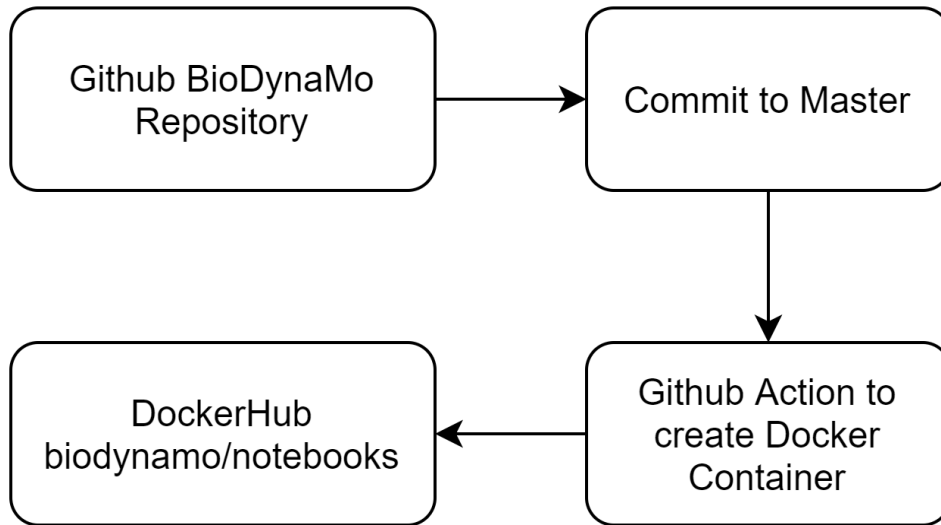 Github BioDynaMo
Repository
Commit to Master
Github Action to
create Docker
Container
DockerHub
biodynamo/notebooks